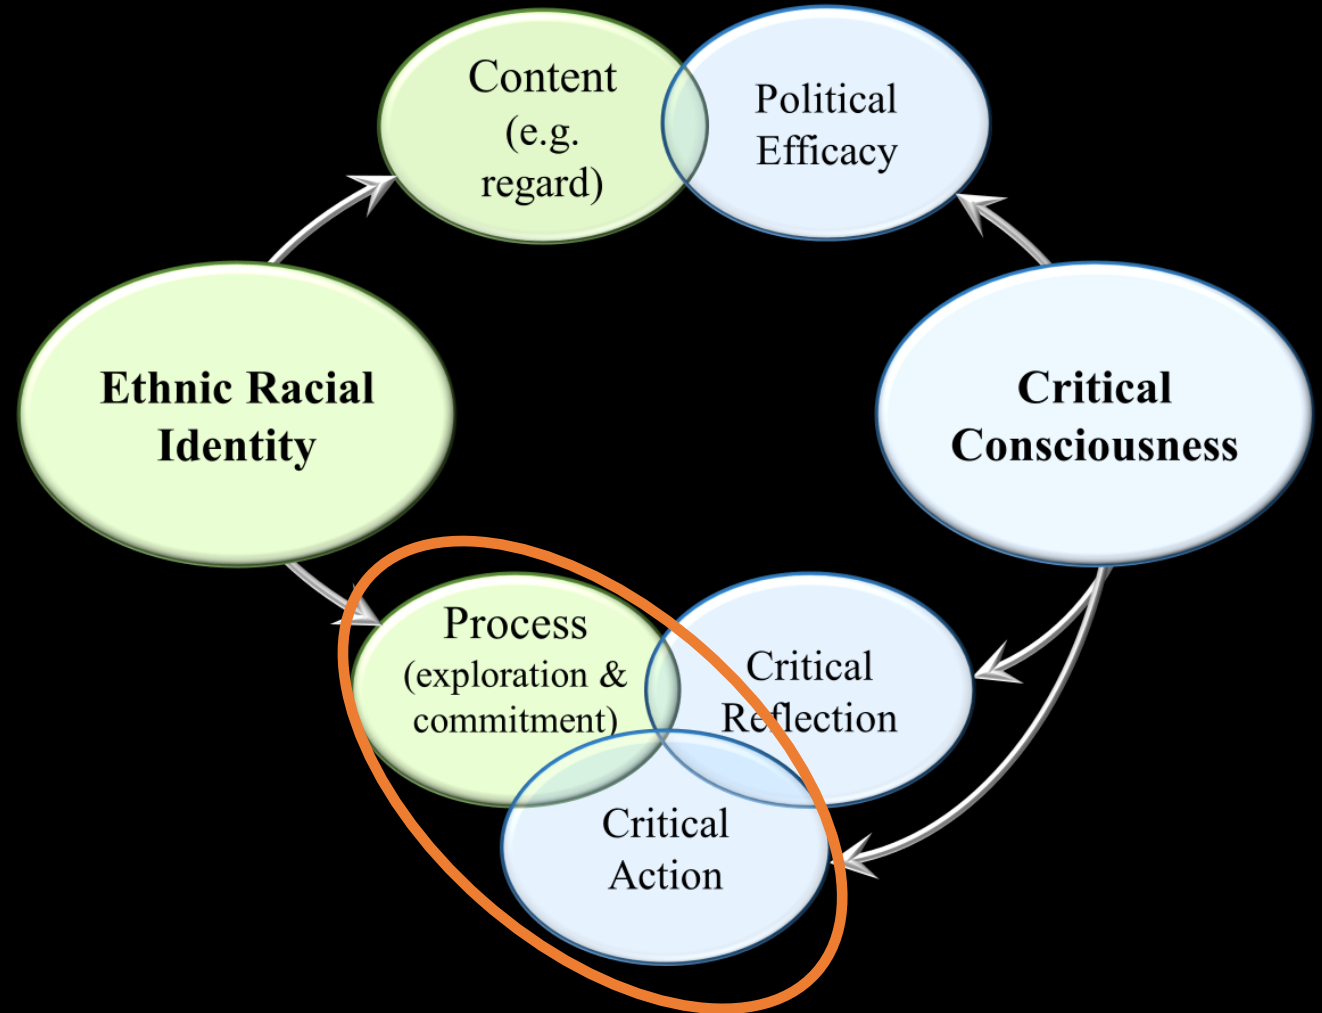 Content
(e.g.
regard)
Political
Efficacy
Ethnic Racial
Identity
Critical
Consciousness
Process
(exploration &
commitment)
Critical
Reflection
Critical
Action